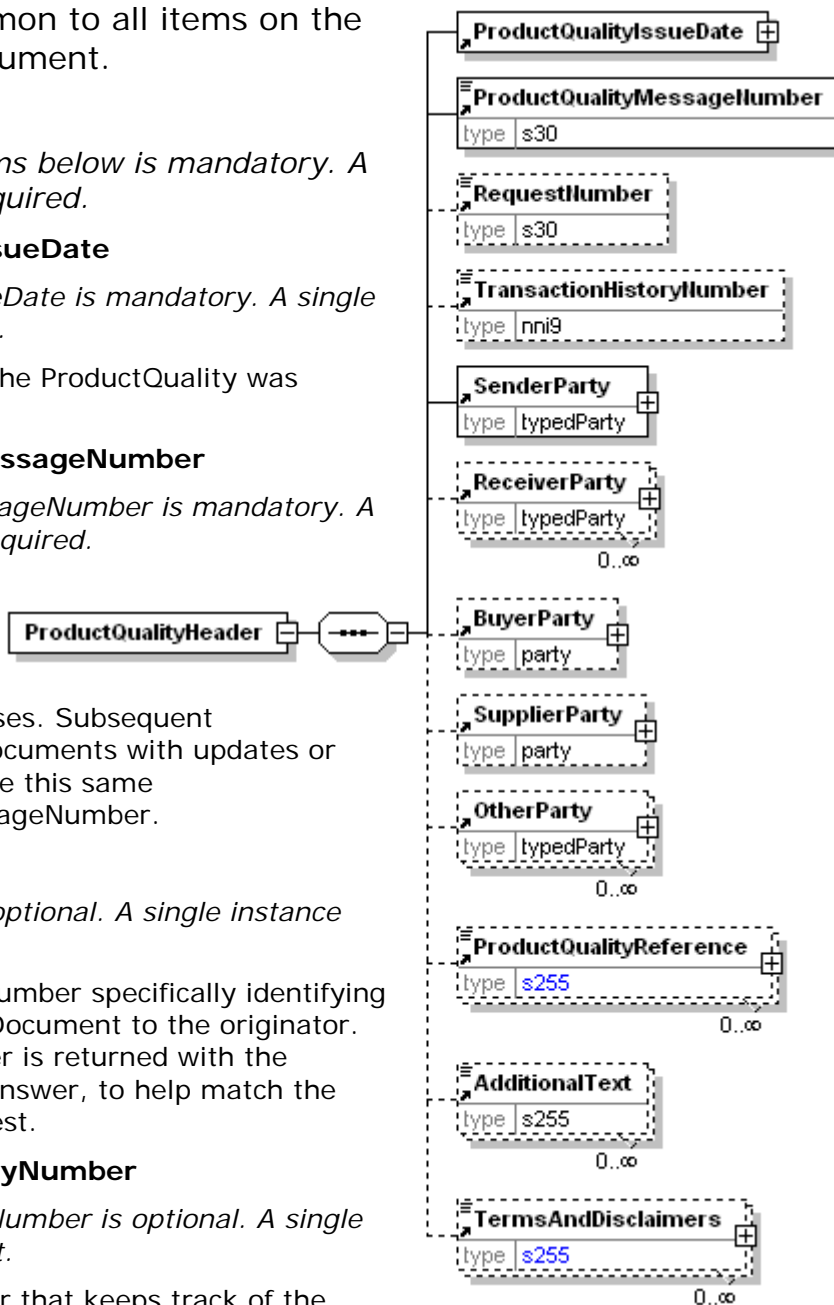 mon to all items on the
ument.
ms below is mandatory. A
quired.
sueDate
eDate is mandatory. A single
.
he ProductQuality was
ssageNumber
ageNumber is mandatory. A
quired.
ses. Subsequent
ocuments with updates or
e this same
ageNumber.
optional. A single instance
umber specifically identifying
Document to the originator.
er is returned with the
nswer, to help match the
est.
yNumber
Number is optional. A single
t.
r that keeps track of the
ProductQualityHeader
ProductQualityIssueDate
ProductQualityMessageNumber
type s30
RequestNumber
type s30
TransactionHistoryNumber
type nni9
SenderParty
type typedParty
ReceiverParty
type typedParty
0..∞
BuyerParty
type party
SupplierParty
type party
OtherParty
type typedParty
0..∞
ProductQualityReference
type s255
0..∞
AdditionalText
type s255
0..∞
TermsAndDisclaimers
type s255
0..∞